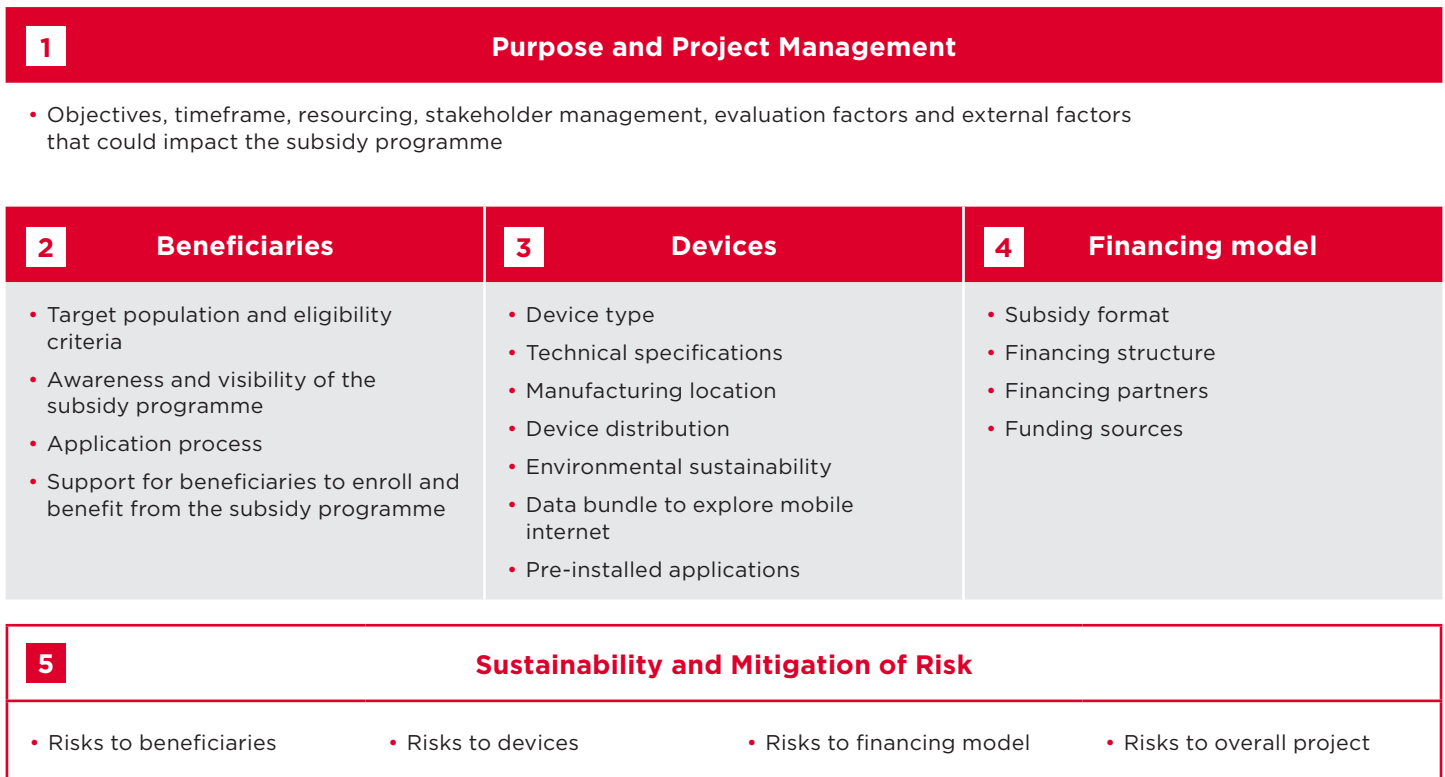 1
Purpose and Project Management
• Objectives, timeframe, resourcing, stakeholder management, evaluation factors and external factors
that could impact the subsidy programme
2
Beneficiaries
• Target population and eligibility
criteria
• Awareness and visibility of the
subsidy programme
• Application process
• Support for beneficiaries to enroll and
benefit from the subsidy programme
3
Devices
• Device type
• Technical specifications
• Manufacturing location
• Device distribution
• Environmental sustainability
• Data bundle to explore mobile
internet
• Pre-installed applications
4
Financing model
• Subsidy format
• Financing structure
• Financing partners
• Funding sources
5
Sustainability and Mitigation of Risk
• Risks to beneficiaries
• Risks to devices
• Risks to financing model
• Risks to overall project